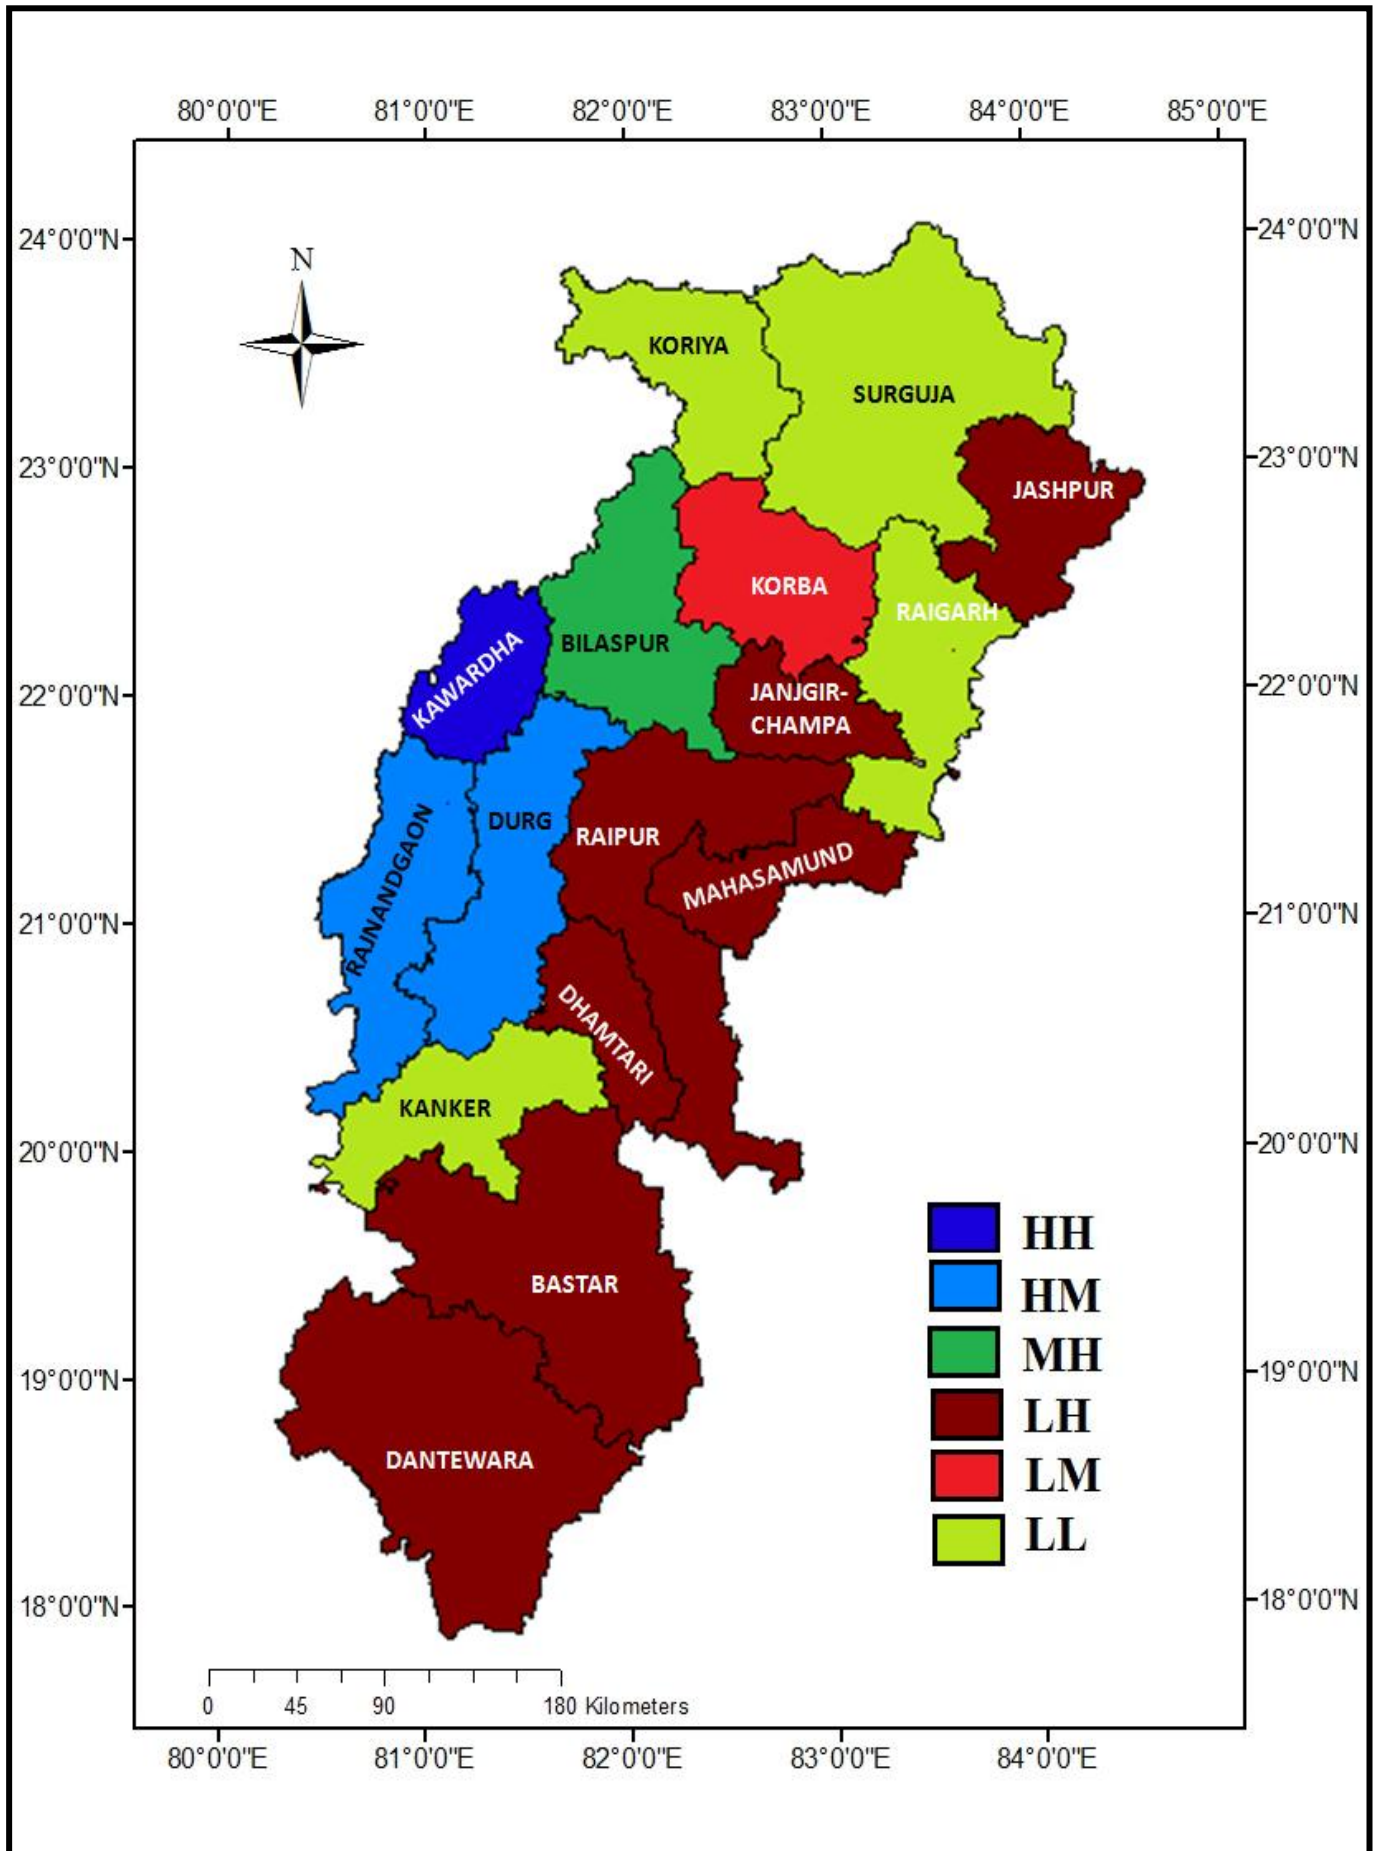 80°0'0"E 81°0'0"E 82°0'0"E 83°0'0"E 84°0'0"E 85°0'0"E
24°0'0"N 24°0'0"N
N
KORIYA
SURGUJA
23°0'0"N 23°0'0"N
JASHPUR
KORBA
RAIGARH
BILASPUR
KAWARDHA
22°0'0"N 22°0'0"N
JANJGIR-
CHAMPA
DURG
RAIPUR
RAJNANDGAON
MAHASAMUND
21°0'0"N 21°0'0"N
DHAMTARI
KANKER
20°0'0"N 20°0'0"N
HH
BASTAR
HM
MH
19°0'0"N 19°0'0"N
LH
DANTEWARA
LM
LL
18°0'0"N 18°0'0"N
0 45 90 180 Kilometers
80°0'0"E 81°0'0"E 82°0'0"E 83°0'0"E 84°0'0"E